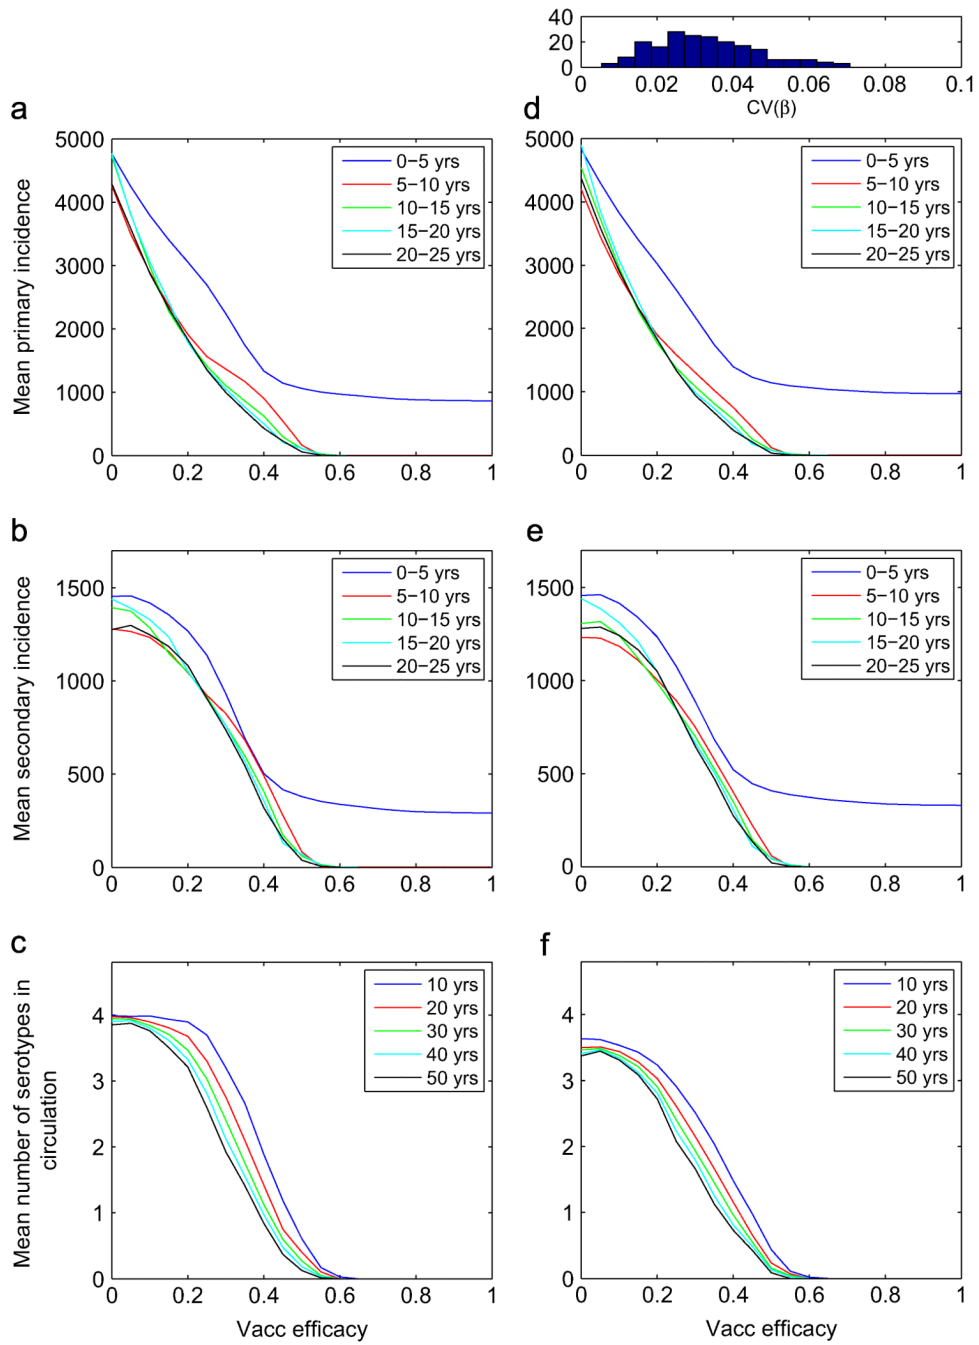 40
20
0
0 0.02 0.04 0.06 0.08 0.1
CV(β)
a
5000
4000
3000
2000
1000
0
Mean primary incidence
0−5 yrs
5−10 yrs
10−15 yrs
15−20 yrs
20−25 yrs
0 0.2 0.4 0.6 0.8 1
d
5000
4000
3000
2000
1000
0
0−5 yrs
5−10 yrs
10−15 yrs
15−20 yrs
20−25 yrs
0 0.2 0.4 0.6 0.8 1
b
1500
1000
500
0
Mean secondary incidence
0−5 yrs
5−10 yrs
10−15 yrs
15−20 yrs
20−25 yrs
0 0.2 0.4 0.6 0.8 1
e
1500
1000
500
0
0−5 yrs
5−10 yrs
10−15 yrs
15−20 yrs
20−25 yrs
0 0.2 0.4 0.6 0.8 1
c
4
3
2
1
0
Mean number of serotypes in
circulation
10 yrs
20 yrs
30 yrs
40 yrs
50 yrs
0 0.2 0.4 0.6 0.8 1
Vacc efficacy
f
4
3
2
1
0
10 yrs
20 yrs
30 yrs
40 yrs
50 yrs
0 0.2 0.4 0.6 0.8 1
Vacc efficacy